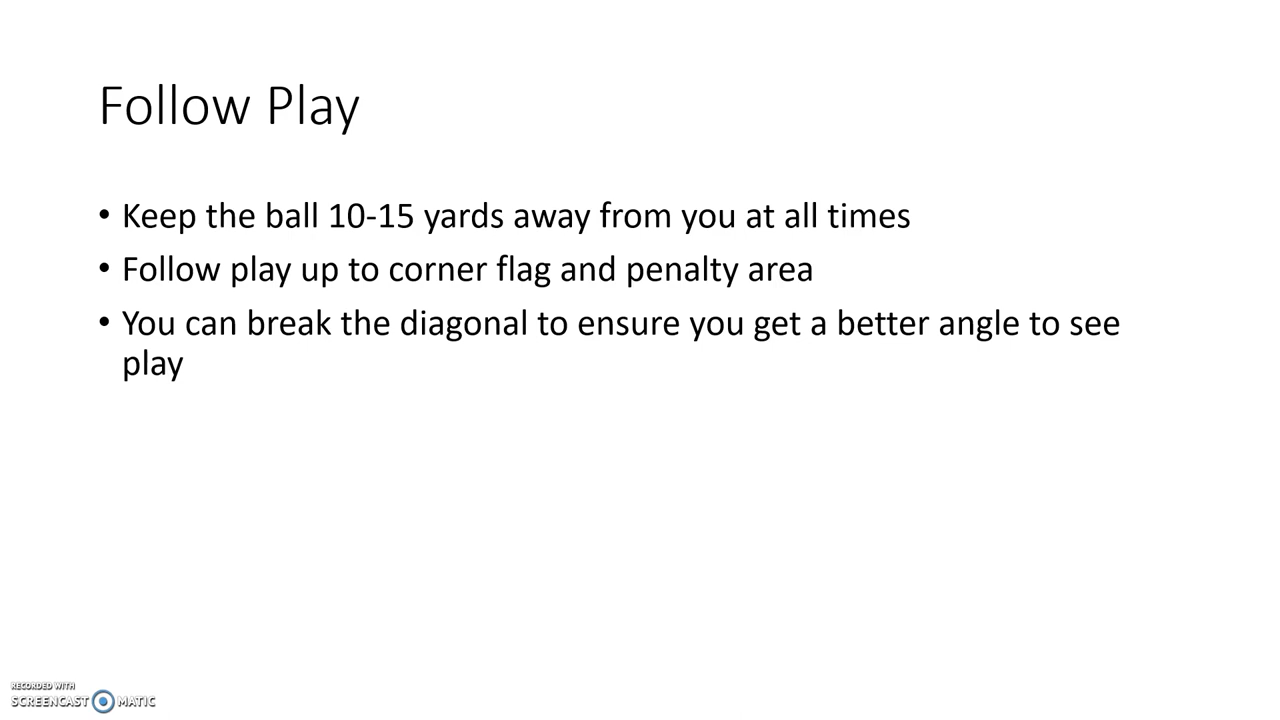 Follow Play
• Keep the ball 10-15 yards away from you at all times
• Follow play up to corner flag and penalty area
• You can break the diagonal to ensure you get a better angle to see
play
RECORDED WITH
SCREENCAST MATIC